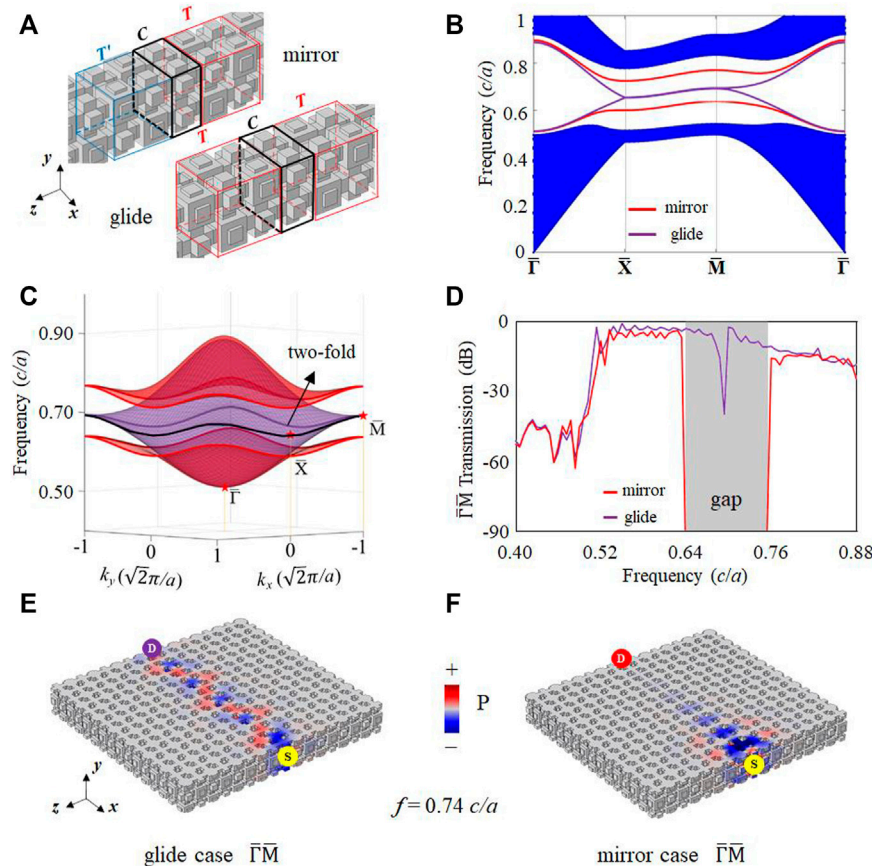 A
T'
C
T
mirror
T
C
T
glide
y
z
x
B
Frequency (c/a)
1
0.8
0.6
0.4
0.2
0
mirror
glide
Γ̅ X̅ M̅ Γ̅
C
Frequency (c/a)
0.90
0.70
0.50
two-fold
M̅
X̅
Γ̅
-1 0 1 0 -1
k_y(√2π/a) k_x(√2π/a)
D
Γ̅M̅ Transmission (dB)
0
-30
-60
-90
mirror
glide
gap
0.40 0.52 0.64 0.76 0.88
Frequency (c/a)
E
D
S
y
z
x
glide case Γ̅M̅
+
P
−
f = 0.74 c/a
F
D
S
mirror case Γ̅M̅